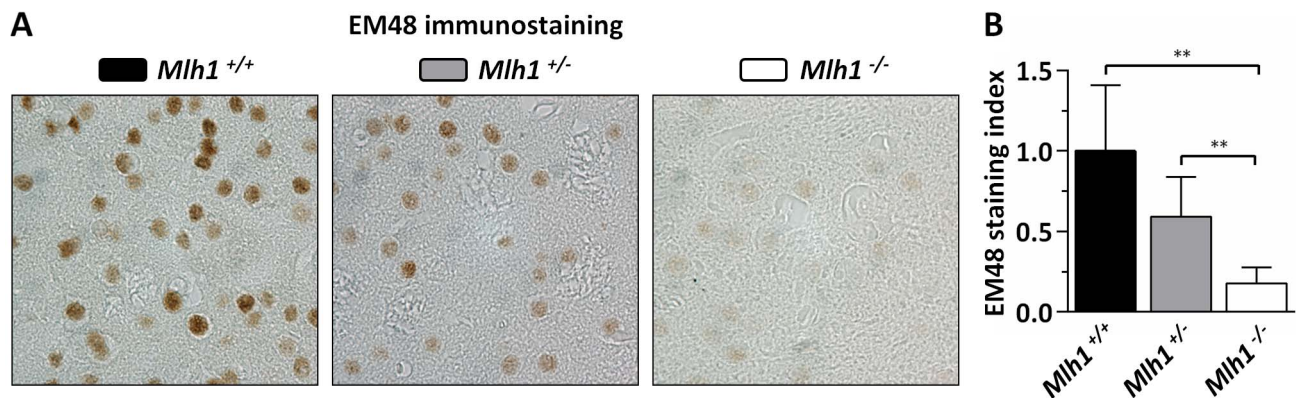 A
EM48 immunostaining
Mlh1 +/+
Mlh1 +/-
Mlh1 -/-
B
EM48 staining index
1.5
1.0
0.5
0.0
**
**
Mlh1 +/+
Mlh1 +/-
Mlh1 -/-